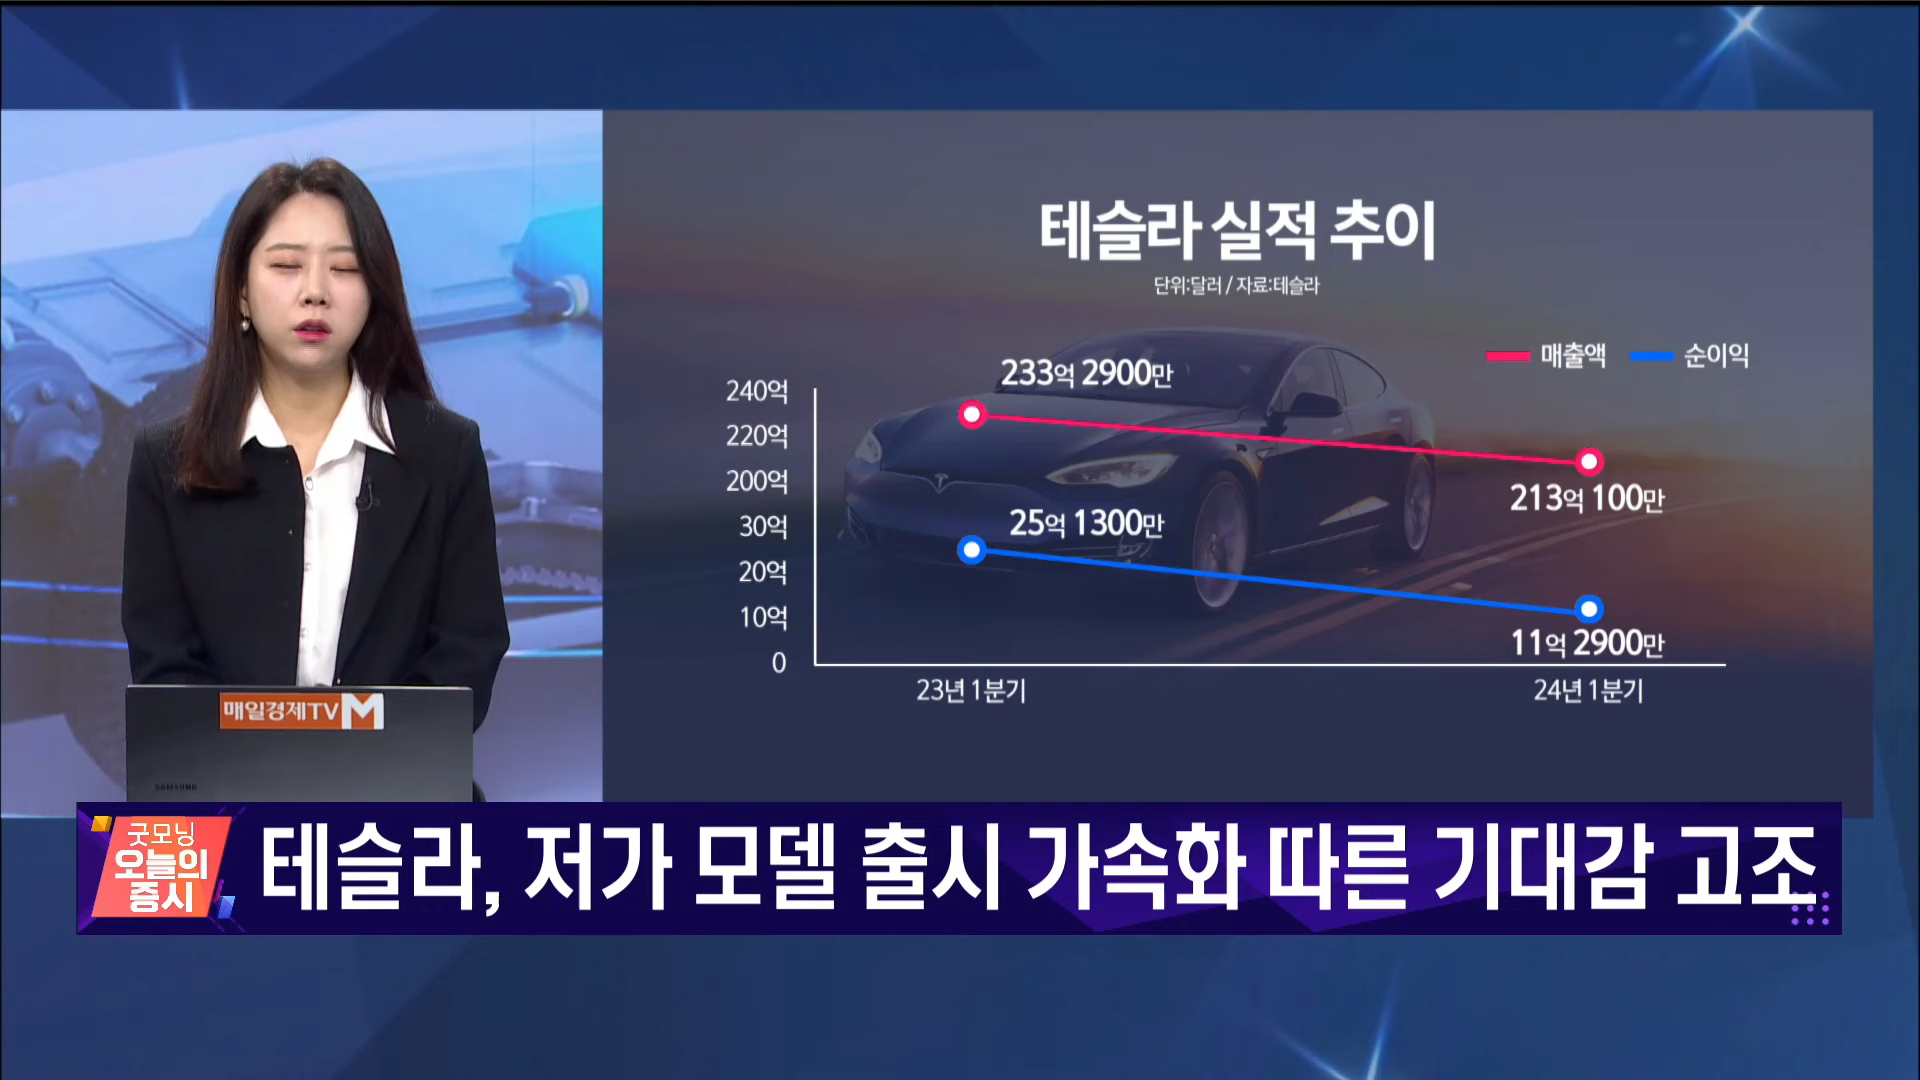 테슬라 실적 추이
단위:달러 / 자료:테슬라
매출액 순이익
240억
220억
200억
30억
20억
10억
0
233억 2900만
213억 100만
25억 1300만
11억 2900만
23년 1분기 24년 1분기
매일경제TV M
SAMSUNG
굿모닝
오늘의
증시
테슬라, 저가 모델 출시 가속화 따른 기대감 고조